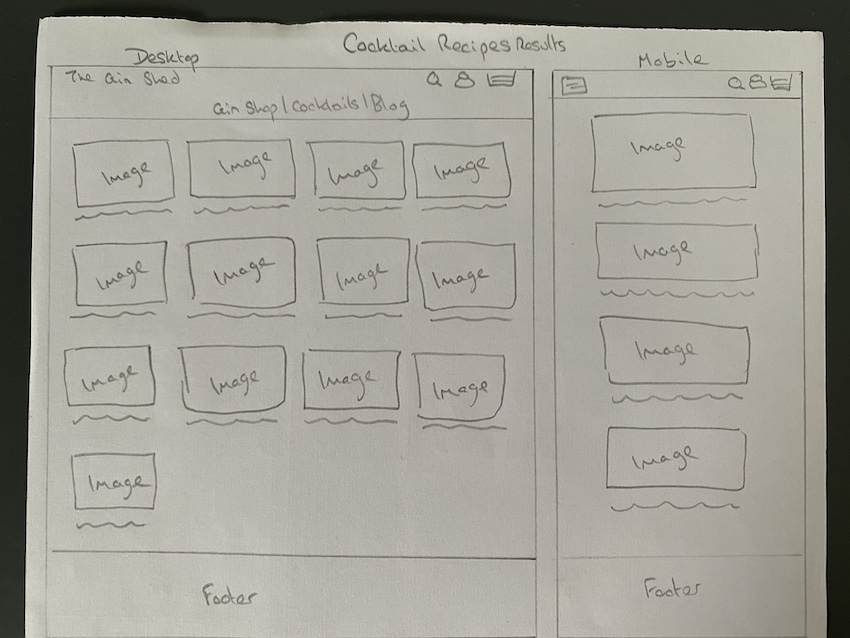 Cocktail Recipes Results
Desktop
The Gin Shed
Gin Shop | Cocktails | Blog
Image Image Image Image
Image Image Image Image
Image Image Image Image
Image
Footer
Mobile
Image
Image
Image
Image
Footer